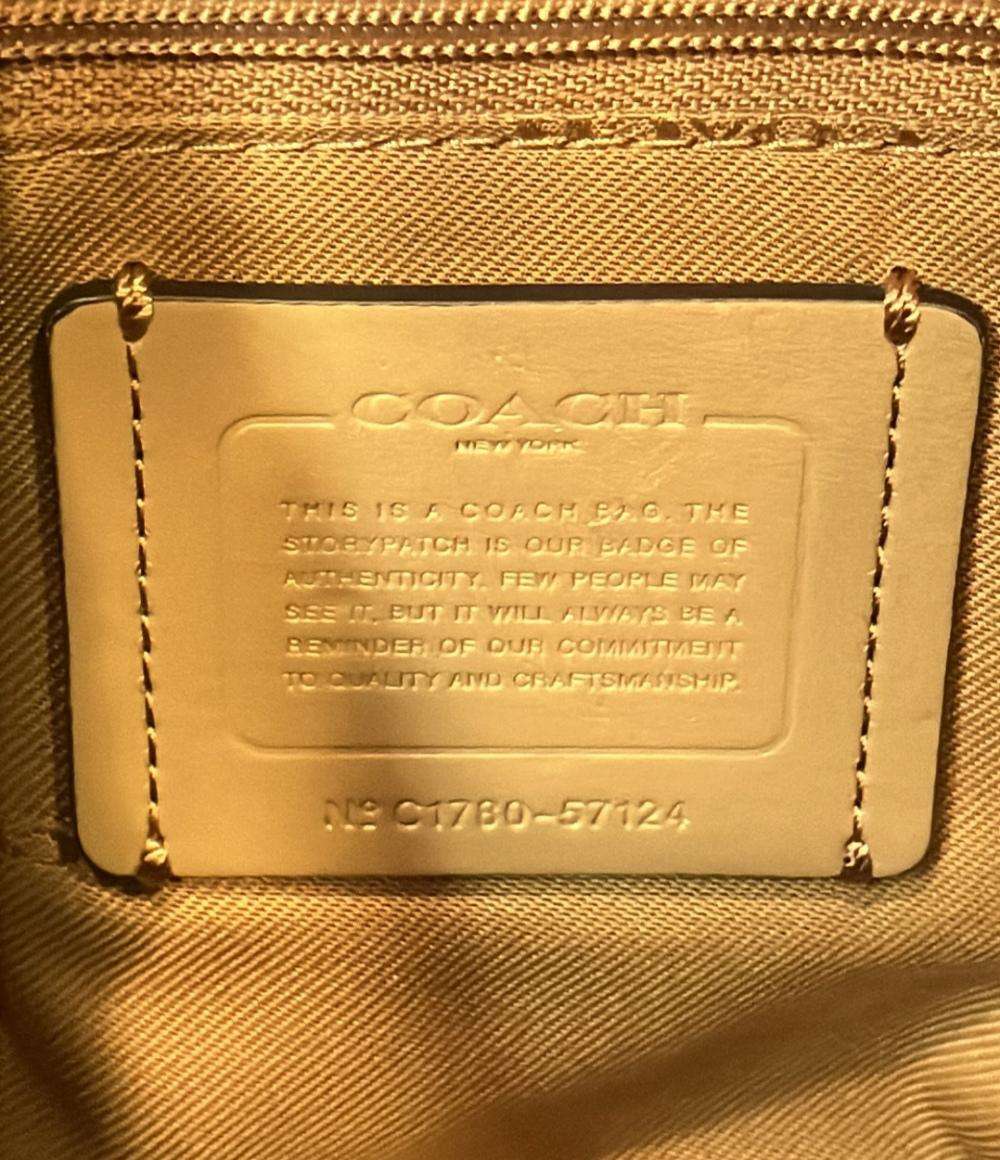 COACH
NEW YORK
THIS IS A COACH BAG. THE
STORYPATCH IS OUR BADGE OF
AUTHENTICITY. FEW PEOPLE MAY
SEE IT, BUT IT WILL ALWAYS BE A
REMINDER OF OUR COMMITMENT
TO QUALITY AND CRAFTSMANSHIP.
Nº C1780-57124